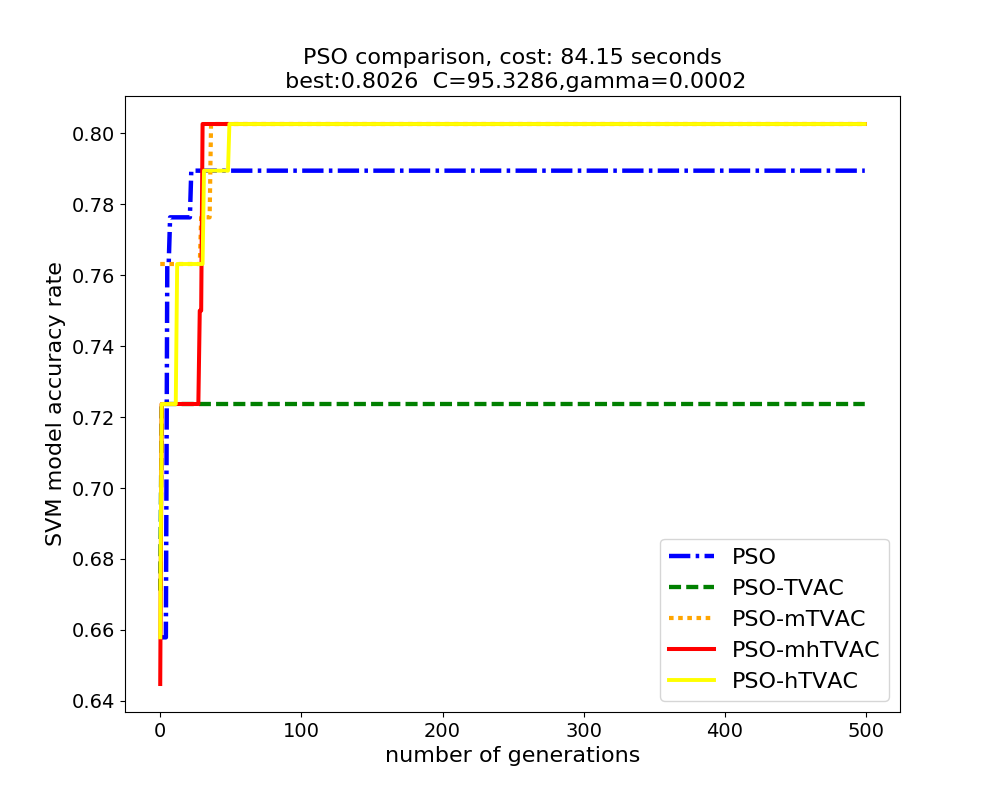 PSO comparison, cost: 84.15 seconds
best:0.8026  C=95.3286,gamma=0.0002
SVM model accuracy rate
0.80
0.78
0.76
0.74
0.72
0.70
0.68
0.66
0.64
PSO
PSO-TVAC
PSO-mTVAC
PSO-mhTVAC
PSO-hTVAC
0 100 200 300 400 500
number of generations